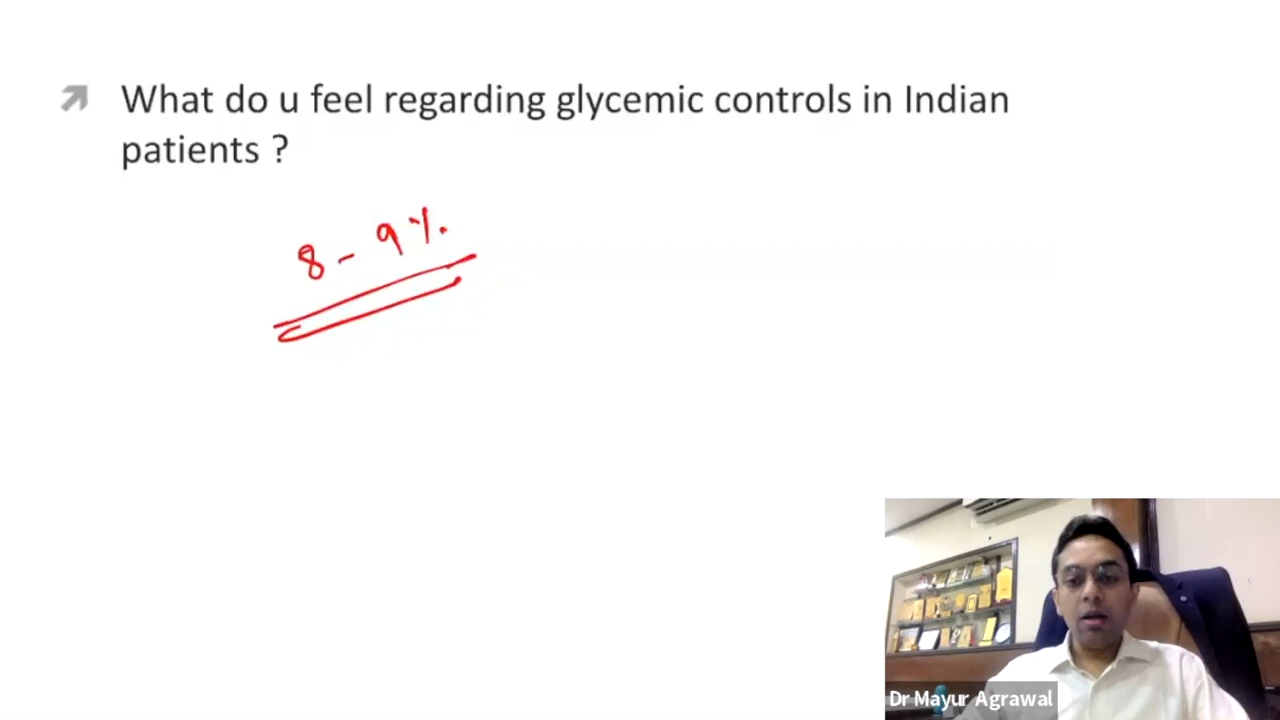 What do u feel regarding glycemic controls in Indian
patients ?
8 - 9 %.
Dr Mayur Agrawal